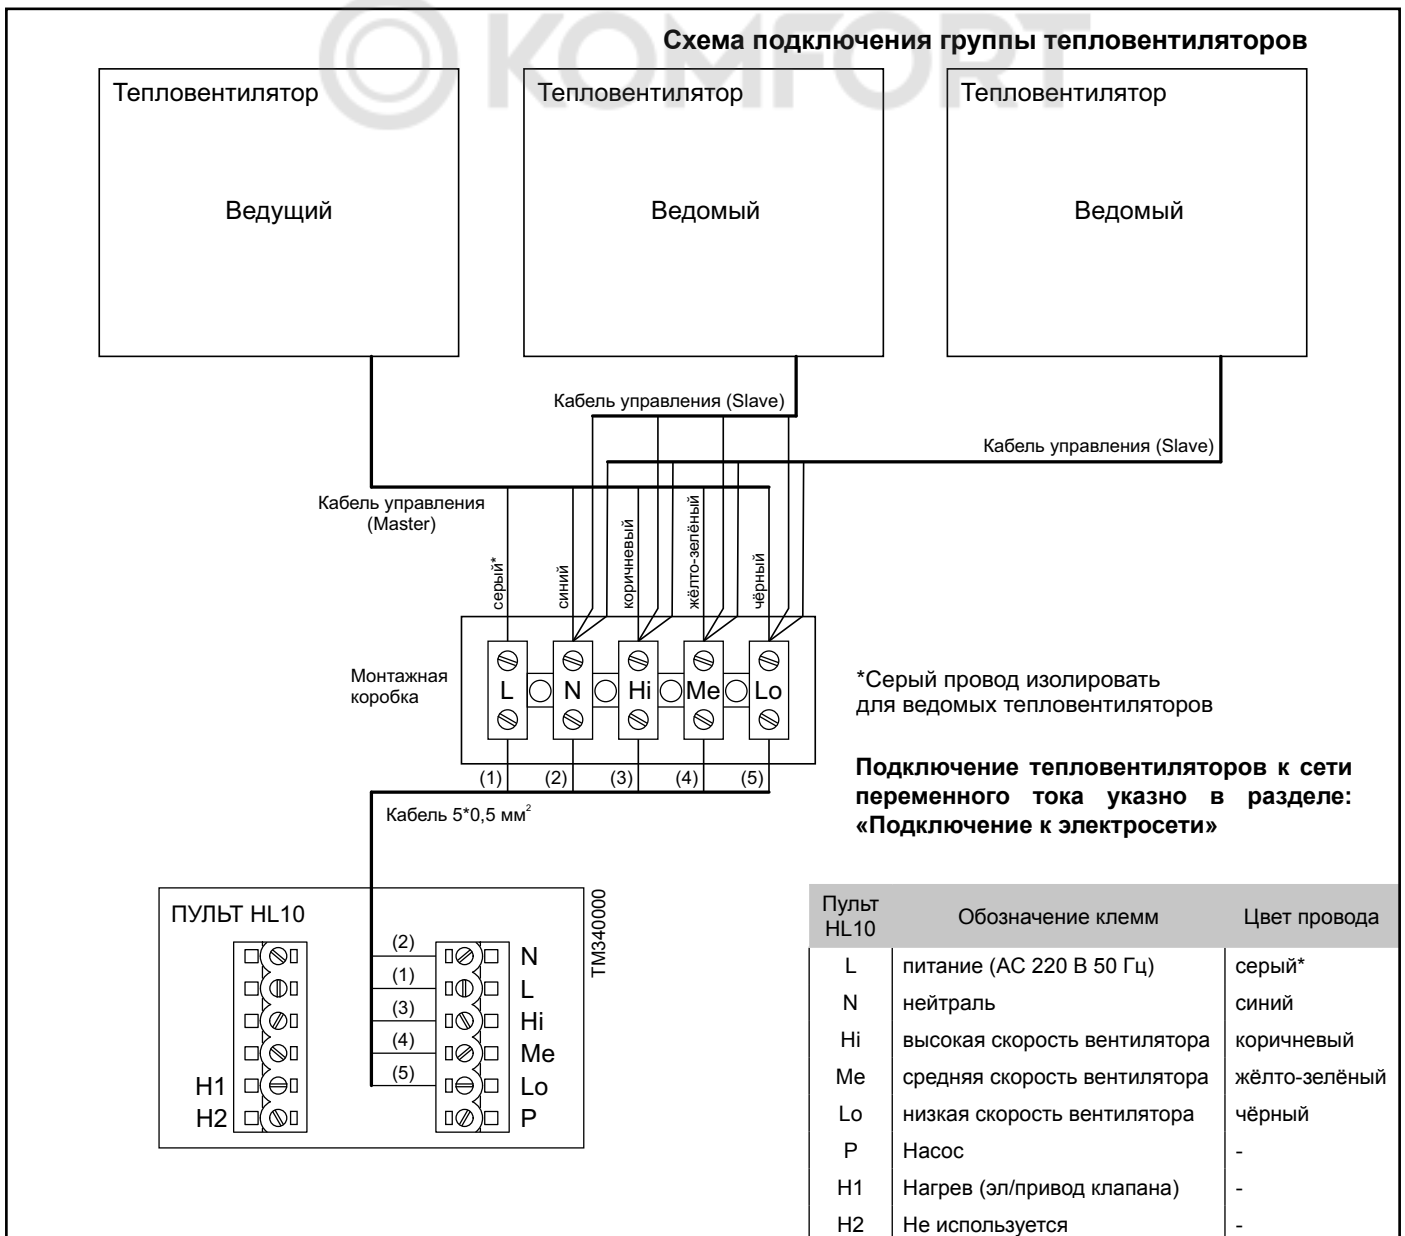 KOMFORT
Схема подключения группы тепловентиляторов
Тепловентилятор
Ведущий
Тепловентилятор
Ведомый
Тепловентилятор
Ведомый
Кабель управления (Slave)
Кабель управления (Slave)
Кабель управления
(Master)
серый*
синий
коричневый
жёлто-зелёный
чёрный
Монтажная
коробка
L N Hi Me Lo
(1) (2) (3) (4) (5)
Кабель 5*0,5 мм²
*Серый провод изолировать
для ведомых тепловентиляторов
Подключение тепловентиляторов к сети
переменного тока указно в разделе:
«Подключение к электросети»
ПУЛЬТ HL10
TM340000
(2) N
(1) L
(3) Hi
(4) Me
(5) Lo
P
H1
H2
Пульт
HL10
Обозначение клемм
Цвет провода
L питание (AC 220 В 50 Гц) серый*
N нейтраль синий
Hi высокая скорость вентилятора коричневый
Me средняя скорость вентилятора жёлто-зелёный
Lo низкая скорость вентилятора чёрный
P Насос -
H1 Нагрев (эл/привод клапана) -
H2 Не используется -